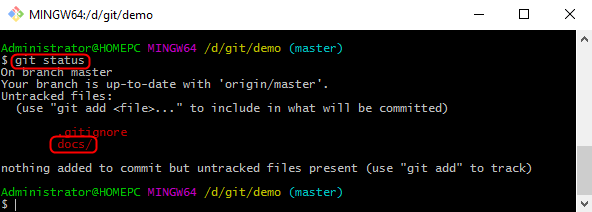 MINGW64:/d/git/demo
Administrator@HOMEPC MINGW64 /d/git/demo (master)
$ git status
On branch master
Your branch is up-to-date with 'origin/master'.
Untracked files:
  (use "git add <file>..." to include in what will be committed)
        .gitignore
        docs/
nothing added to commit but untracked files present (use "git add" to track)
Administrator@HOMEPC MINGW64 /d/git/demo (master)
$